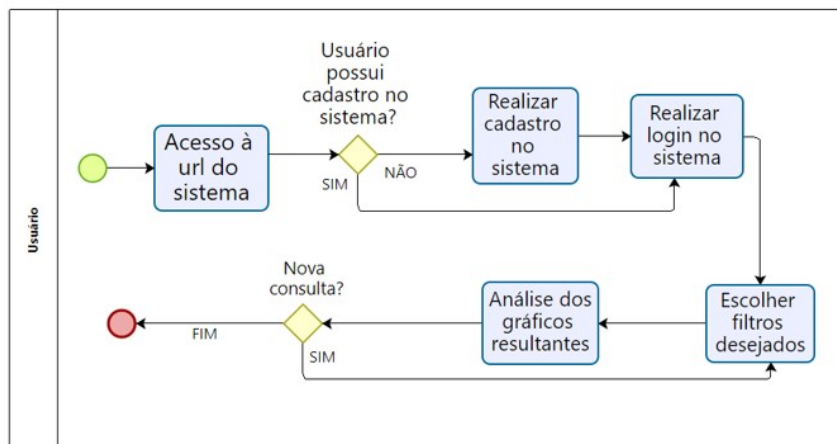 Usuário
Usuário
possui
cadastro no
sistema?
Acesso à
url do
sistema
SIM
NÃO
Realizar
cadastro
no
sistema
Realizar
login no
sistema
Escolher
filtros
desejados
Análise dos
gráficos
resultantes
Nova
consulta?
SIM
FIM